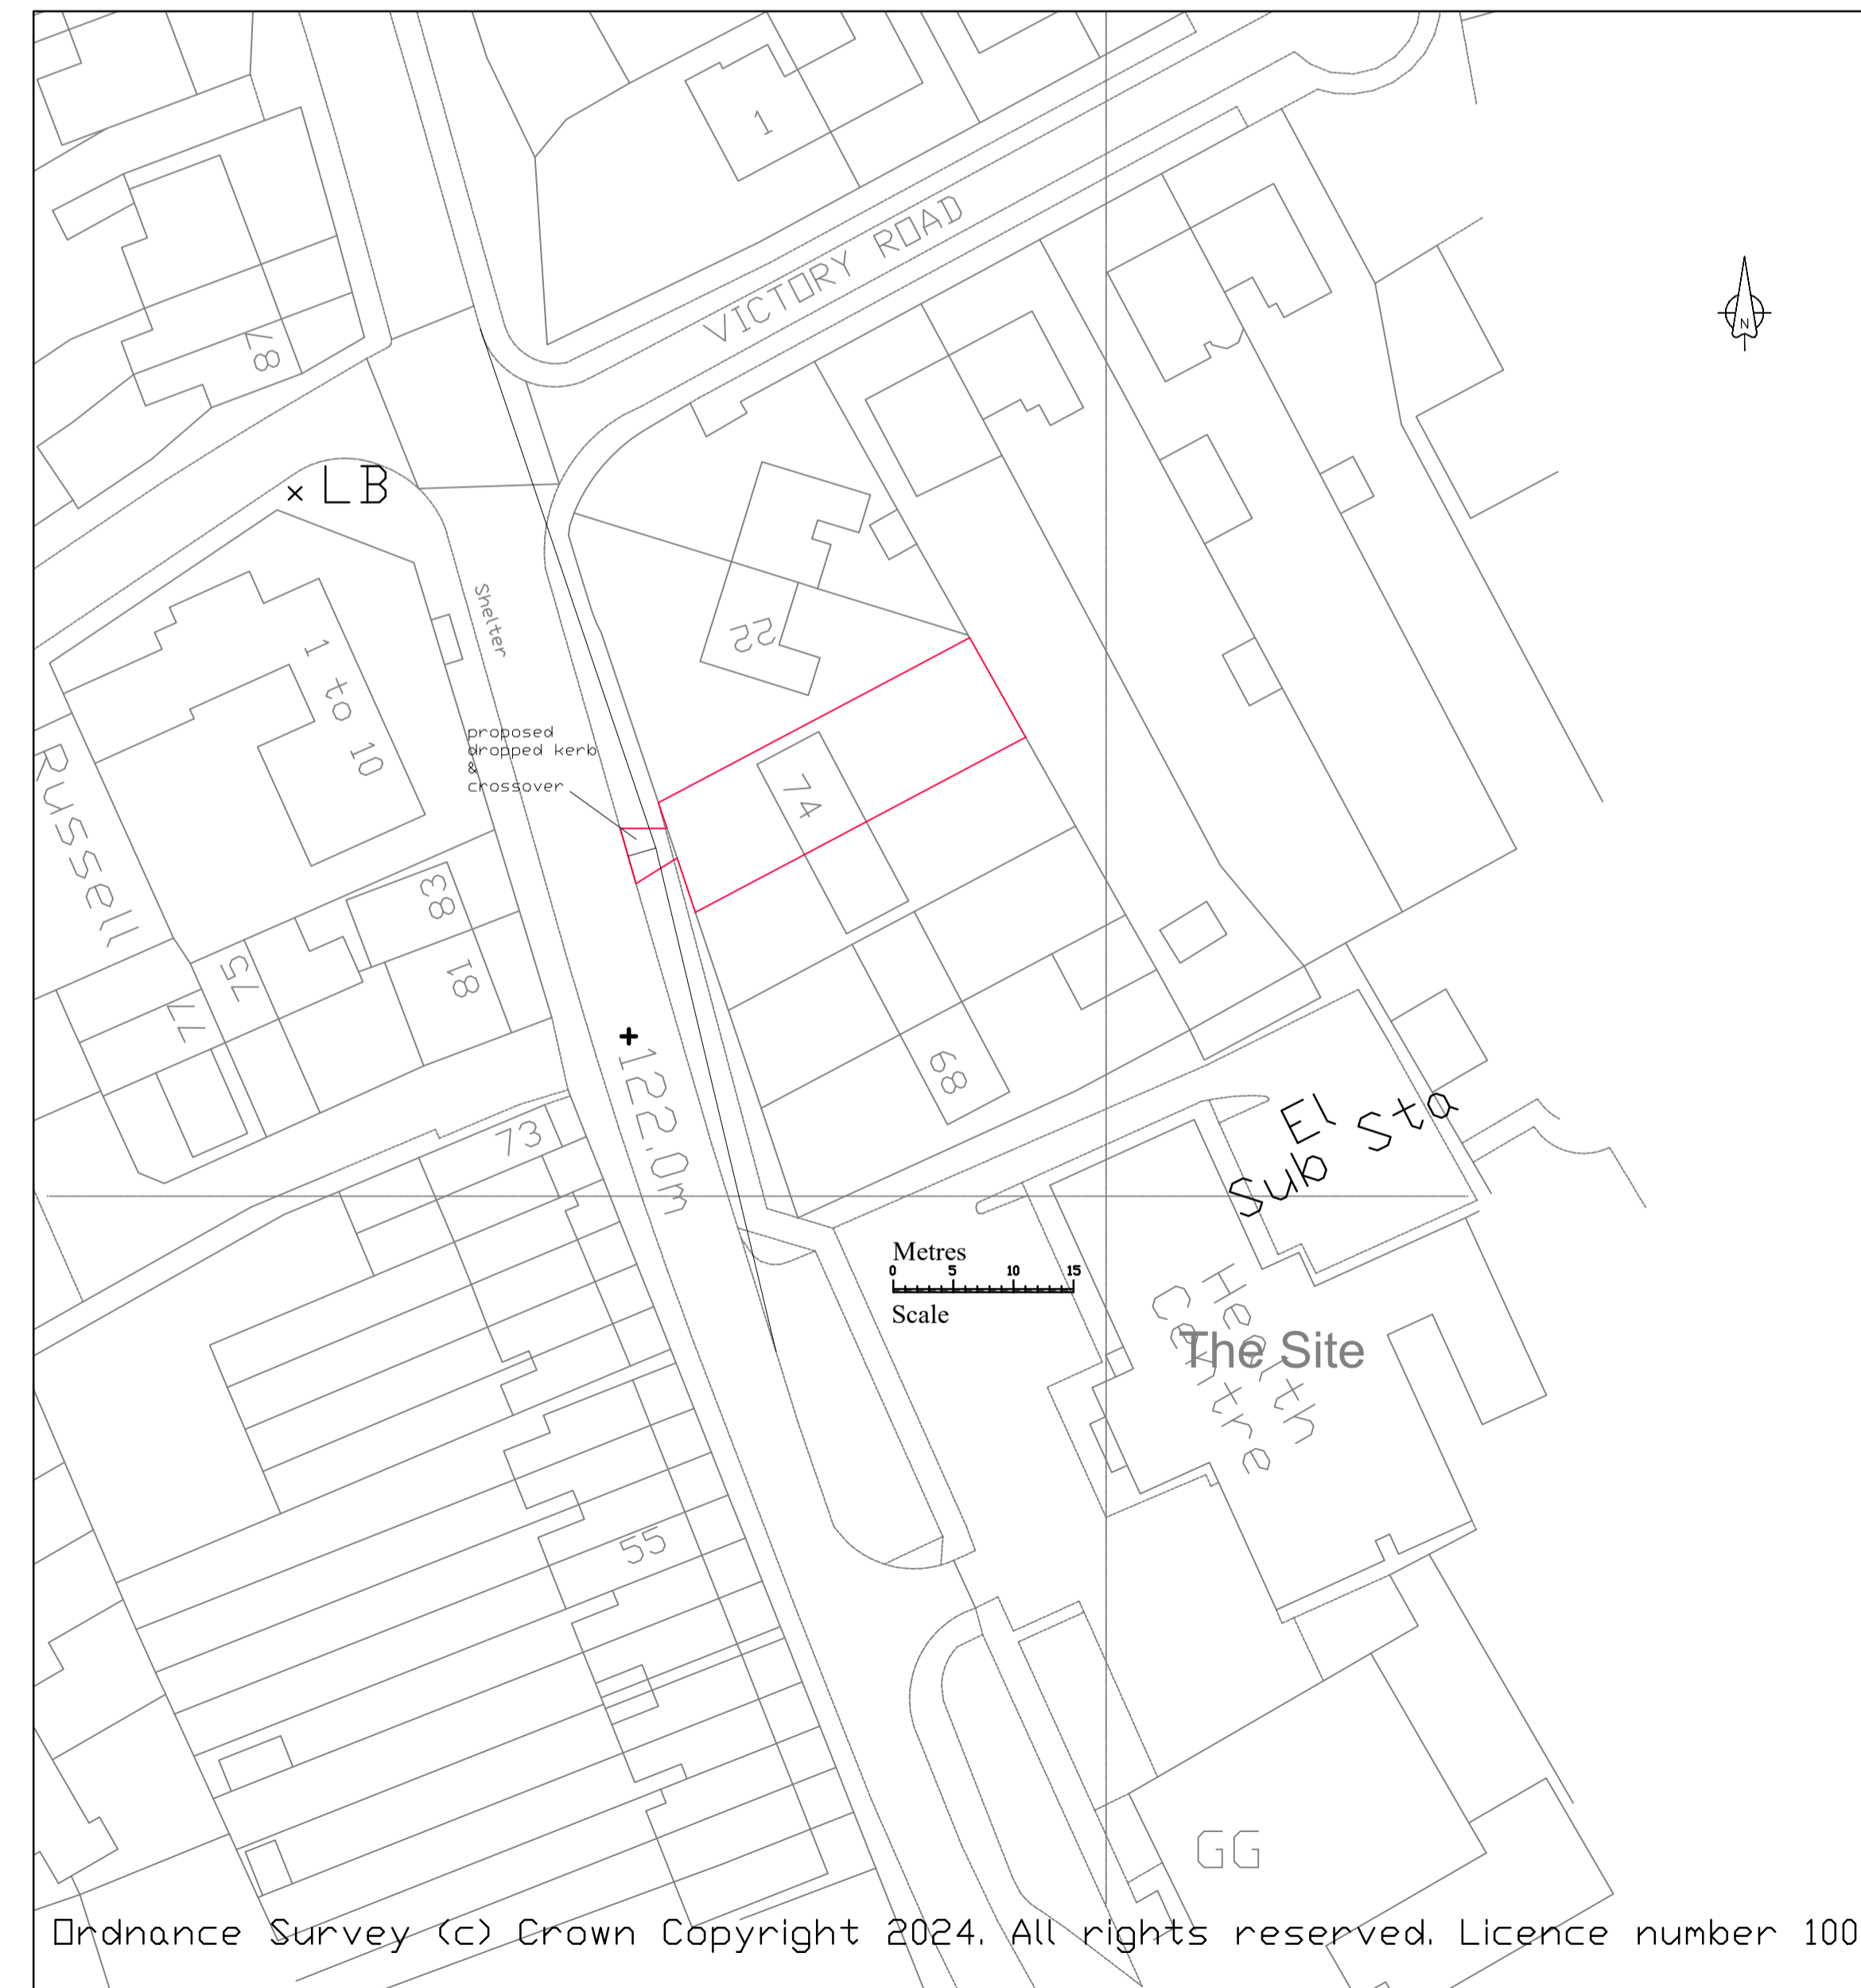 1
VICTORY ROAD
N
78
LB
Shelter
22
1 to 10
proposed
dropped kerb
&
crossover
74
Russell
83
81
75
77
122.0m
68
73
El
Sub Sta
Metres
0 5 10 15
Scale
Health
Centre
The Site
55
GG
Ordnance Survey (c) Crown Copyright 2024. All rights reserved. Licence number 100